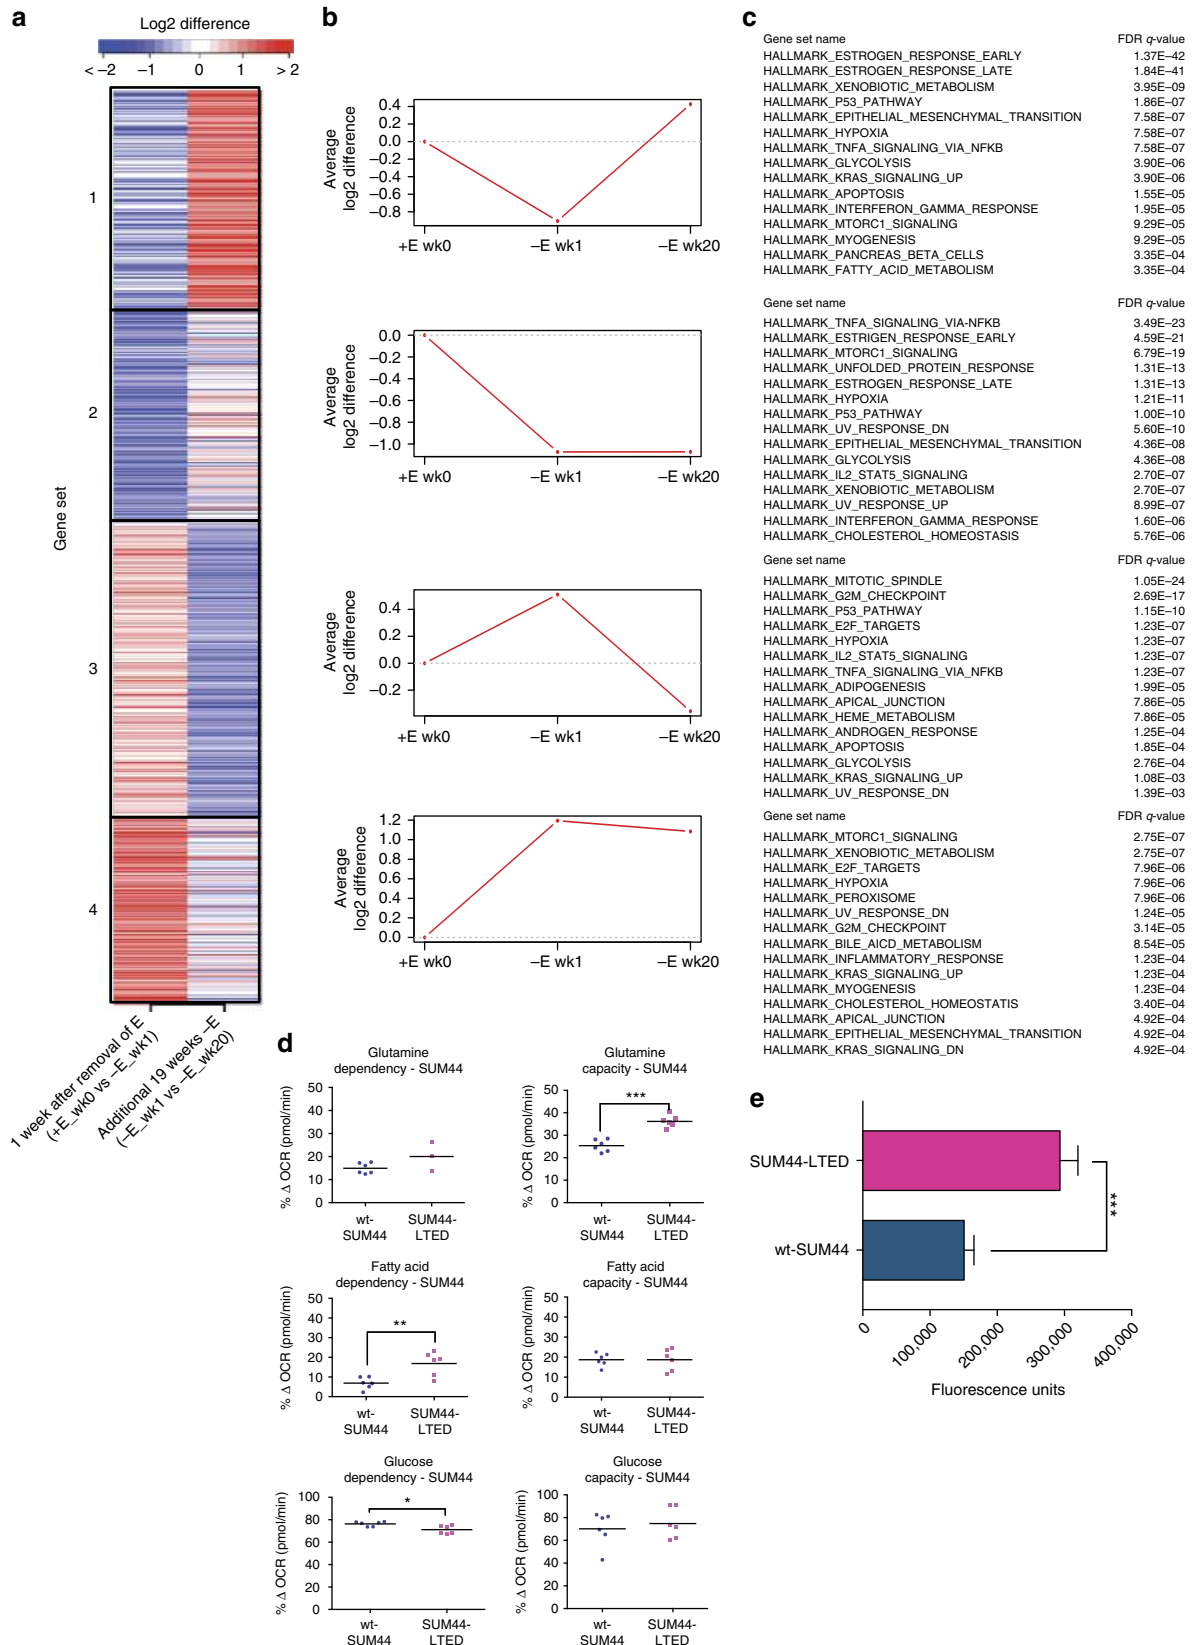 a
Log2 difference
< –2 –1 0 1 > 2
Gene set
1
2
3
4
1 week after removal of E
(+E_wk0 vs –E_wk1)
Additional 19 weeks –E
(–E_wk1 vs –E_wk20)
b
Average
log2 difference
0.4
0.2
0.0
–0.2
–0.4
–0.6
–0.8
+E wk0 –E wk1 –E wk20
Average
log2 difference
0.0
–0.2
–0.4
–0.6
–0.8
–1.0
+E wk0 –E wk1 –E wk20
Average
log2 difference
0.4
0.2
0.0
–0.2
+E wk0 –E wk1 –E wk20
Average
log2 difference
1.2
1.0
0.8
0.6
0.4
0.2
0.0
+E wk0 –E wk1 –E wk20
c
Gene set name FDR q-value
HALLMARK_ESTROGEN_RESPONSE_EARLY 1.37E–42
HALLMARK_ESTROGEN_RESPONSE_LATE 1.84E–41
HALLMARK_XENOBIOTIC_METABOLISM 3.95E–09
HALLMARK_P53_PATHWAY 1.86E–07
HALLMARK_EPITHELIAL_MESENCHYMAL_TRANSITION 7.58E–07
HALLMARK_HYPOXIA 7.58E–07
HALLMARK_TNFA_SIGNALING_VIA_NFKB 7.58E–07
HALLMARK_GLYCOLYSIS 3.90E–06
HALLMARK_KRAS_SIGNALING_UP 3.90E–06
HALLMARK_APOPTOSIS 1.55E–05
HALLMARK_INTERFERON_GAMMA_RESPONSE 1.95E–05
HALLMARK_MTORC1_SIGNALING 9.29E–05
HALLMARK_MYOGENESIS 9.29E–05
HALLMARK_PANCREAS_BETA_CELLS 3.35E–04
HALLMARK_FATTY_ACID_METABOLISM 3.35E–04
Gene set name FDR q-value
HALLMARK_TNFA_SIGNALING_VIA-NFKB 3.49E–23
HALLMARK_ESTRIGEN_RESPONSE_EARLY 4.59E–21
HALLMARK_MTORC1_SIGNALING 6.79E–19
HALLMARK_UNFOLDED_PROTEIN_RESPONSE 1.31E–13
HALLMARK_ESTROGEN_RESPONSE_LATE 1.31E–13
HALLMARK_HYPOXIA 1.21E–11
HALLMARK_P53_PATHWAY 1.00E–10
HALLMARK_UV_RESPONSE_DN 5.60E–10
HALLMARK_EPITHELIAL_MESENCHYMAL_TRANSITION 4.36E–08
HALLMARK_GLYCOLYSIS 4.36E–08
HALLMARK_IL2_STAT5_SIGNALING 2.70E–07
HALLMARK_XENOBIOTIC_METABOLISM 2.70E–07
HALLMARK_UV_RESPONSE_UP 8.99E–07
HALLMARK_INTERFERON_GAMMA_RESPONSE 1.60E–06
HALLMARK_CHOLESTEROL_HOMEOSTASIS 5.76E–06
Gene set name FDR q-value
HALLMARK_MITOTIC_SPINDLE 1.05E–24
HALLMARK_G2M_CHECKPOINT 2.69E–17
HALLMARK_P53_PATHWAY 1.15E–10
HALLMARK_E2F_TARGETS 1.23E–07
HALLMARK_HYPOXIA 1.23E–07
HALLMARK_IL2_STAT5_SIGNALING 1.23E–07
HALLMARK_TNFA_SIGNALING_VIA_NFKB 1.23E–07
HALLMARK_ADIPOGENESIS 1.99E–05
HALLMARK_APICAL_JUNCTION 7.86E–05
HALLMARK_HEME_METABOLISM 7.86E–05
HALLMARK_ANDROGEN_RESPONSE 1.25E–04
HALLMARK_APOPTOSIS 1.85E–04
HALLMARK_GLYCOLYSIS 2.76E–04
HALLMARK_KRAS_SIGNALING_UP 1.08E–03
HALLMARK_UV_RESPONSE_DN 1.39E–03
Gene set name FDR q-value
HALLMARK_MTORC1_SIGNALING 2.75E–07
HALLMARK_XENOBIOTIC_METABOLISM 2.75E–07
HALLMARK_E2F_TARGETS 7.96E–06
HALLMARK_HYPOXIA 7.96E–06
HALLMARK_PEROXISOME 7.96E–06
HALLMARK_UV_RESPONSE_DN 1.24E–05
HALLMARK_G2M_CHECKPOINT 3.14E–05
HALLMARK_BILE_AICD_METABOLISM 8.54E–05
HALLMARK_INFLAMMATORY_RESPONSE 1.23E–04
HALLMARK_KRAS_SIGNALING_UP 1.23E–04
HALLMARK_MYOGENESIS 1.23E–04
HALLMARK_CHOLESTEROL_HOMEOSTATIS 3.40E–04
HALLMARK_APICAL_JUNCTION 4.92E–04
HALLMARK_EPITHELIAL_MESENCHYMAL_TRANSITION 4.92E–04
HALLMARK_KRAS_SIGNALING_DN 4.92E–04
d
Glutamine
dependency - SUM44
% Δ OCR (pmol/min)
50
40
30
20
10
0
wt-
SUM44
SUM44-
LTED
Glutamine
capacity - SUM44
% Δ OCR (pmol/min)
50
40
30
20
10
0
***
wt-
SUM44
SUM44-
LTED
Fatty acid
dependency - SUM44
% Δ OCR (pmol/min)
50
40
30
20
10
0
**
wt-
SUM44
SUM44-
LTED
Fatty acid
capacity - SUM44
% Δ OCR (pmol/min)
50
40
30
20
10
0
wt-
SUM44
SUM44-
LTED
Glucose
dependency - SUM44
% Δ OCR (pmol/min)
100
80
60
40
20
0
*
wt-
SUM44
SUM44-
LTED
Glucose
capacity - SUM44
% Δ OCR (pmol/min)
100
80
60
40
20
0
wt-
SUM44
SUM44-
LTED
e
SUM44-LTED
wt-SUM44
***
0 100,000 200,000 300,000 400,000
Fluorescence units